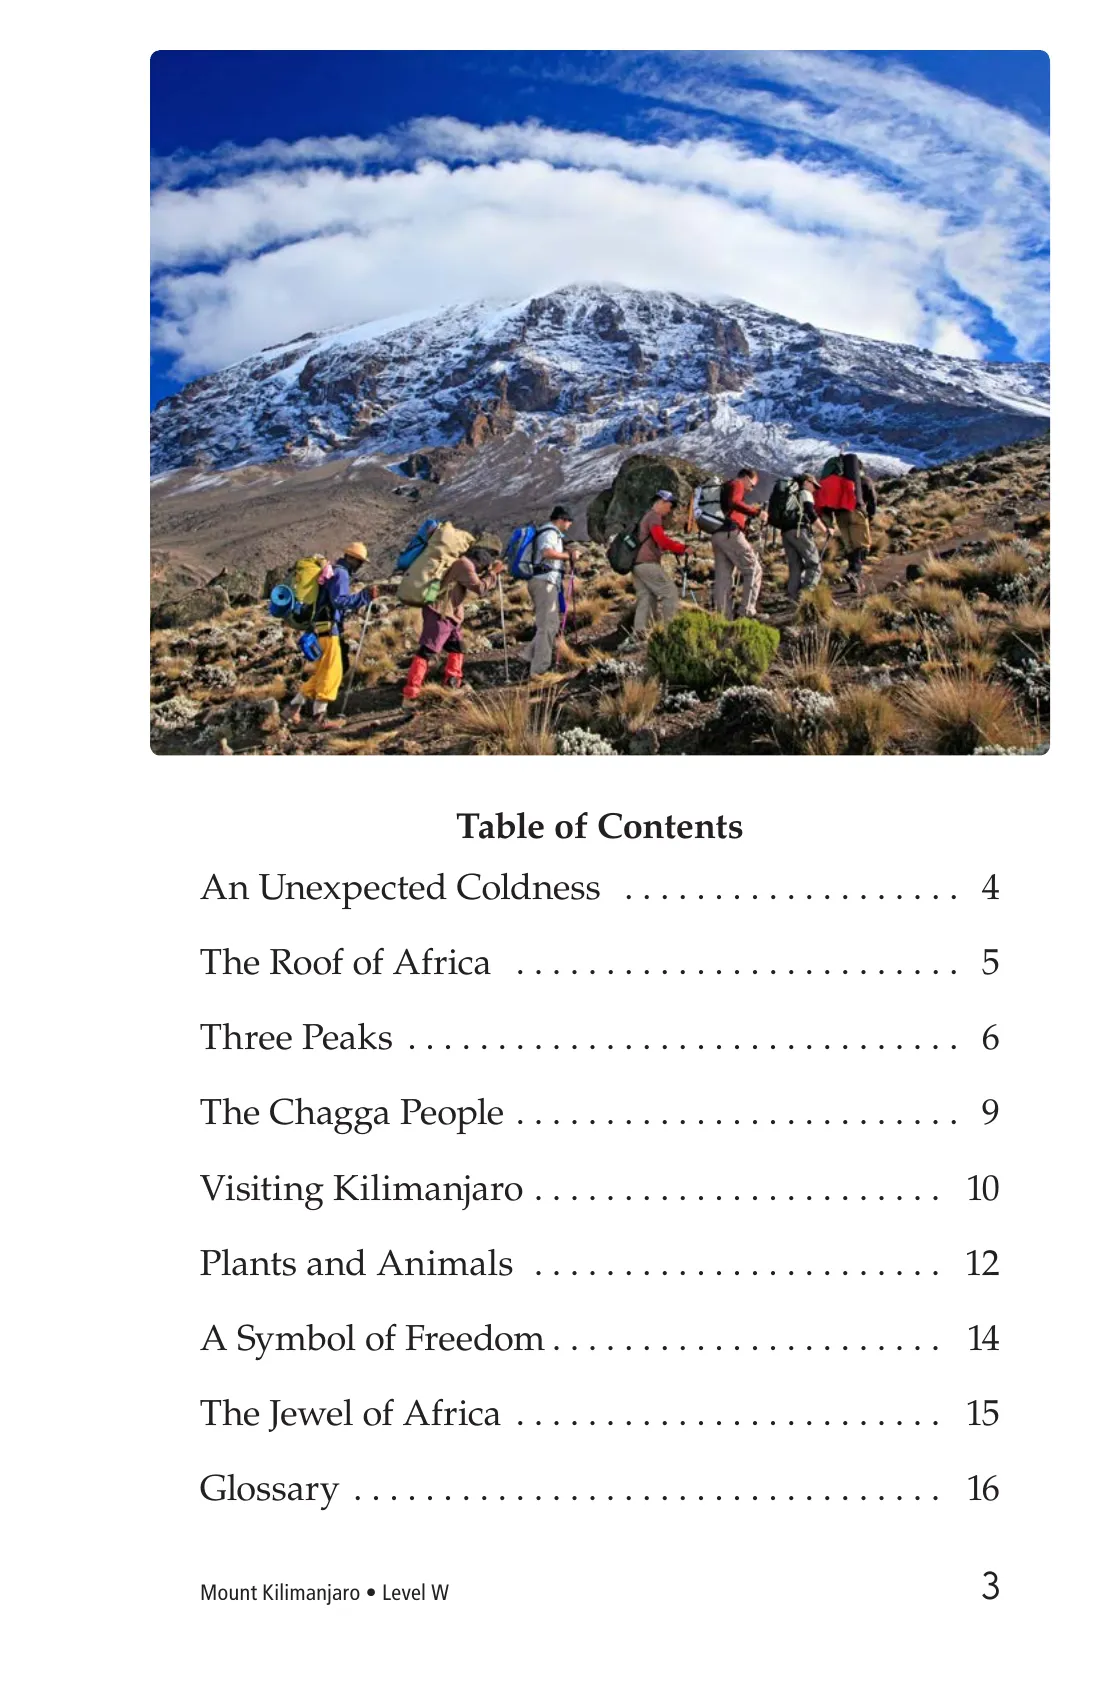 Table of Contents
An Unexpected Coldness . . . . . . . . . . . . . . . . . . . 4
The Roof of Africa . . . . . . . . . . . . . . . . . . . . . . . . . 5
Three Peaks . . . . . . . . . . . . . . . . . . . . . . . . . . . . . . . 6
The Chagga People . . . . . . . . . . . . . . . . . . . . . . . . . 9
Visiting Kilimanjaro . . . . . . . . . . . . . . . . . . . . . . . 10
Plants and Animals . . . . . . . . . . . . . . . . . . . . . . . 12
A Symbol of Freedom . . . . . . . . . . . . . . . . . . . . . . 14
The Jewel of Africa . . . . . . . . . . . . . . . . . . . . . . . . 15
Glossary . . . . . . . . . . . . . . . . . . . . . . . . . . . . . . . . . 16
Mount Kilimanjaro • Level W 3